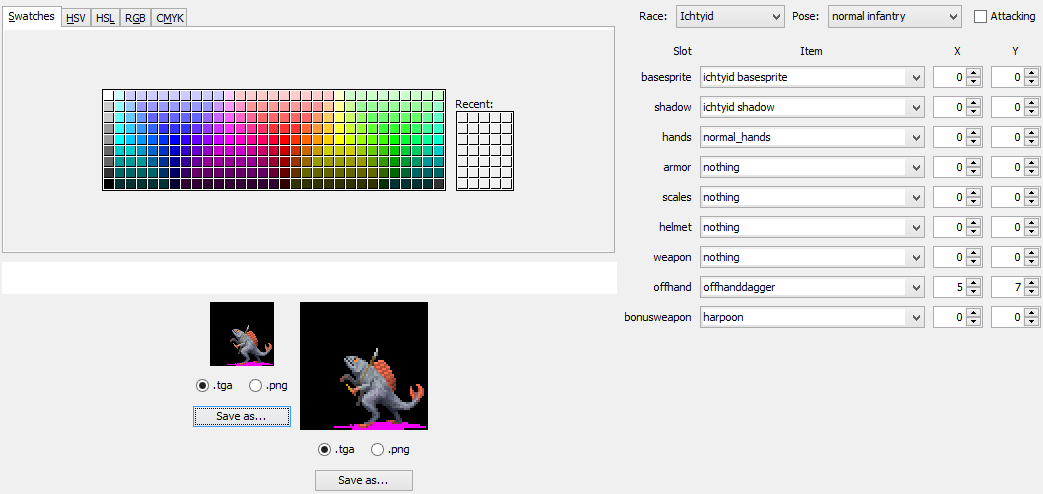 Swatches HSV HSL RGB CMYK
Recent:
.tga .png
Save as...
.tga .png
Save as...
Race: Ichtyid Pose: normal infantry Attacking
Slot Item X Y
basesprite ichtyid basesprite 0 0
shadow ichtyid shadow 0 0
hands normal_hands 0 0
armor nothing 0 0
scales nothing 0 0
helmet nothing 0 0
weapon nothing 0 0
offhand offhanddagger 5 7
bonusweapon harpoon 0 0